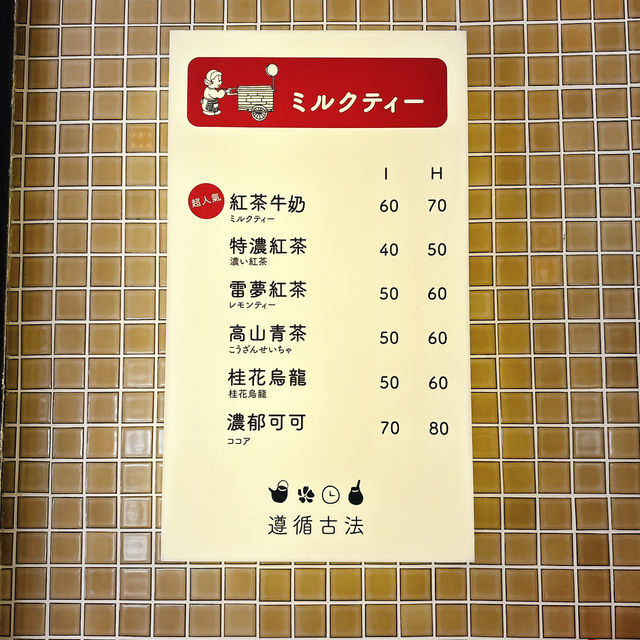 ミルクティー
I H
超人氣 紅茶牛奶 60 70
ミルクティー
特濃紅茶 40 50
濃い紅茶
雷夢紅茶 50 60
レモンティー
高山青茶 50 60
こうざんせいちゃ
桂花烏龍 50 60
桂花烏龍
濃郁可可 70 80
ココア
遵循古法